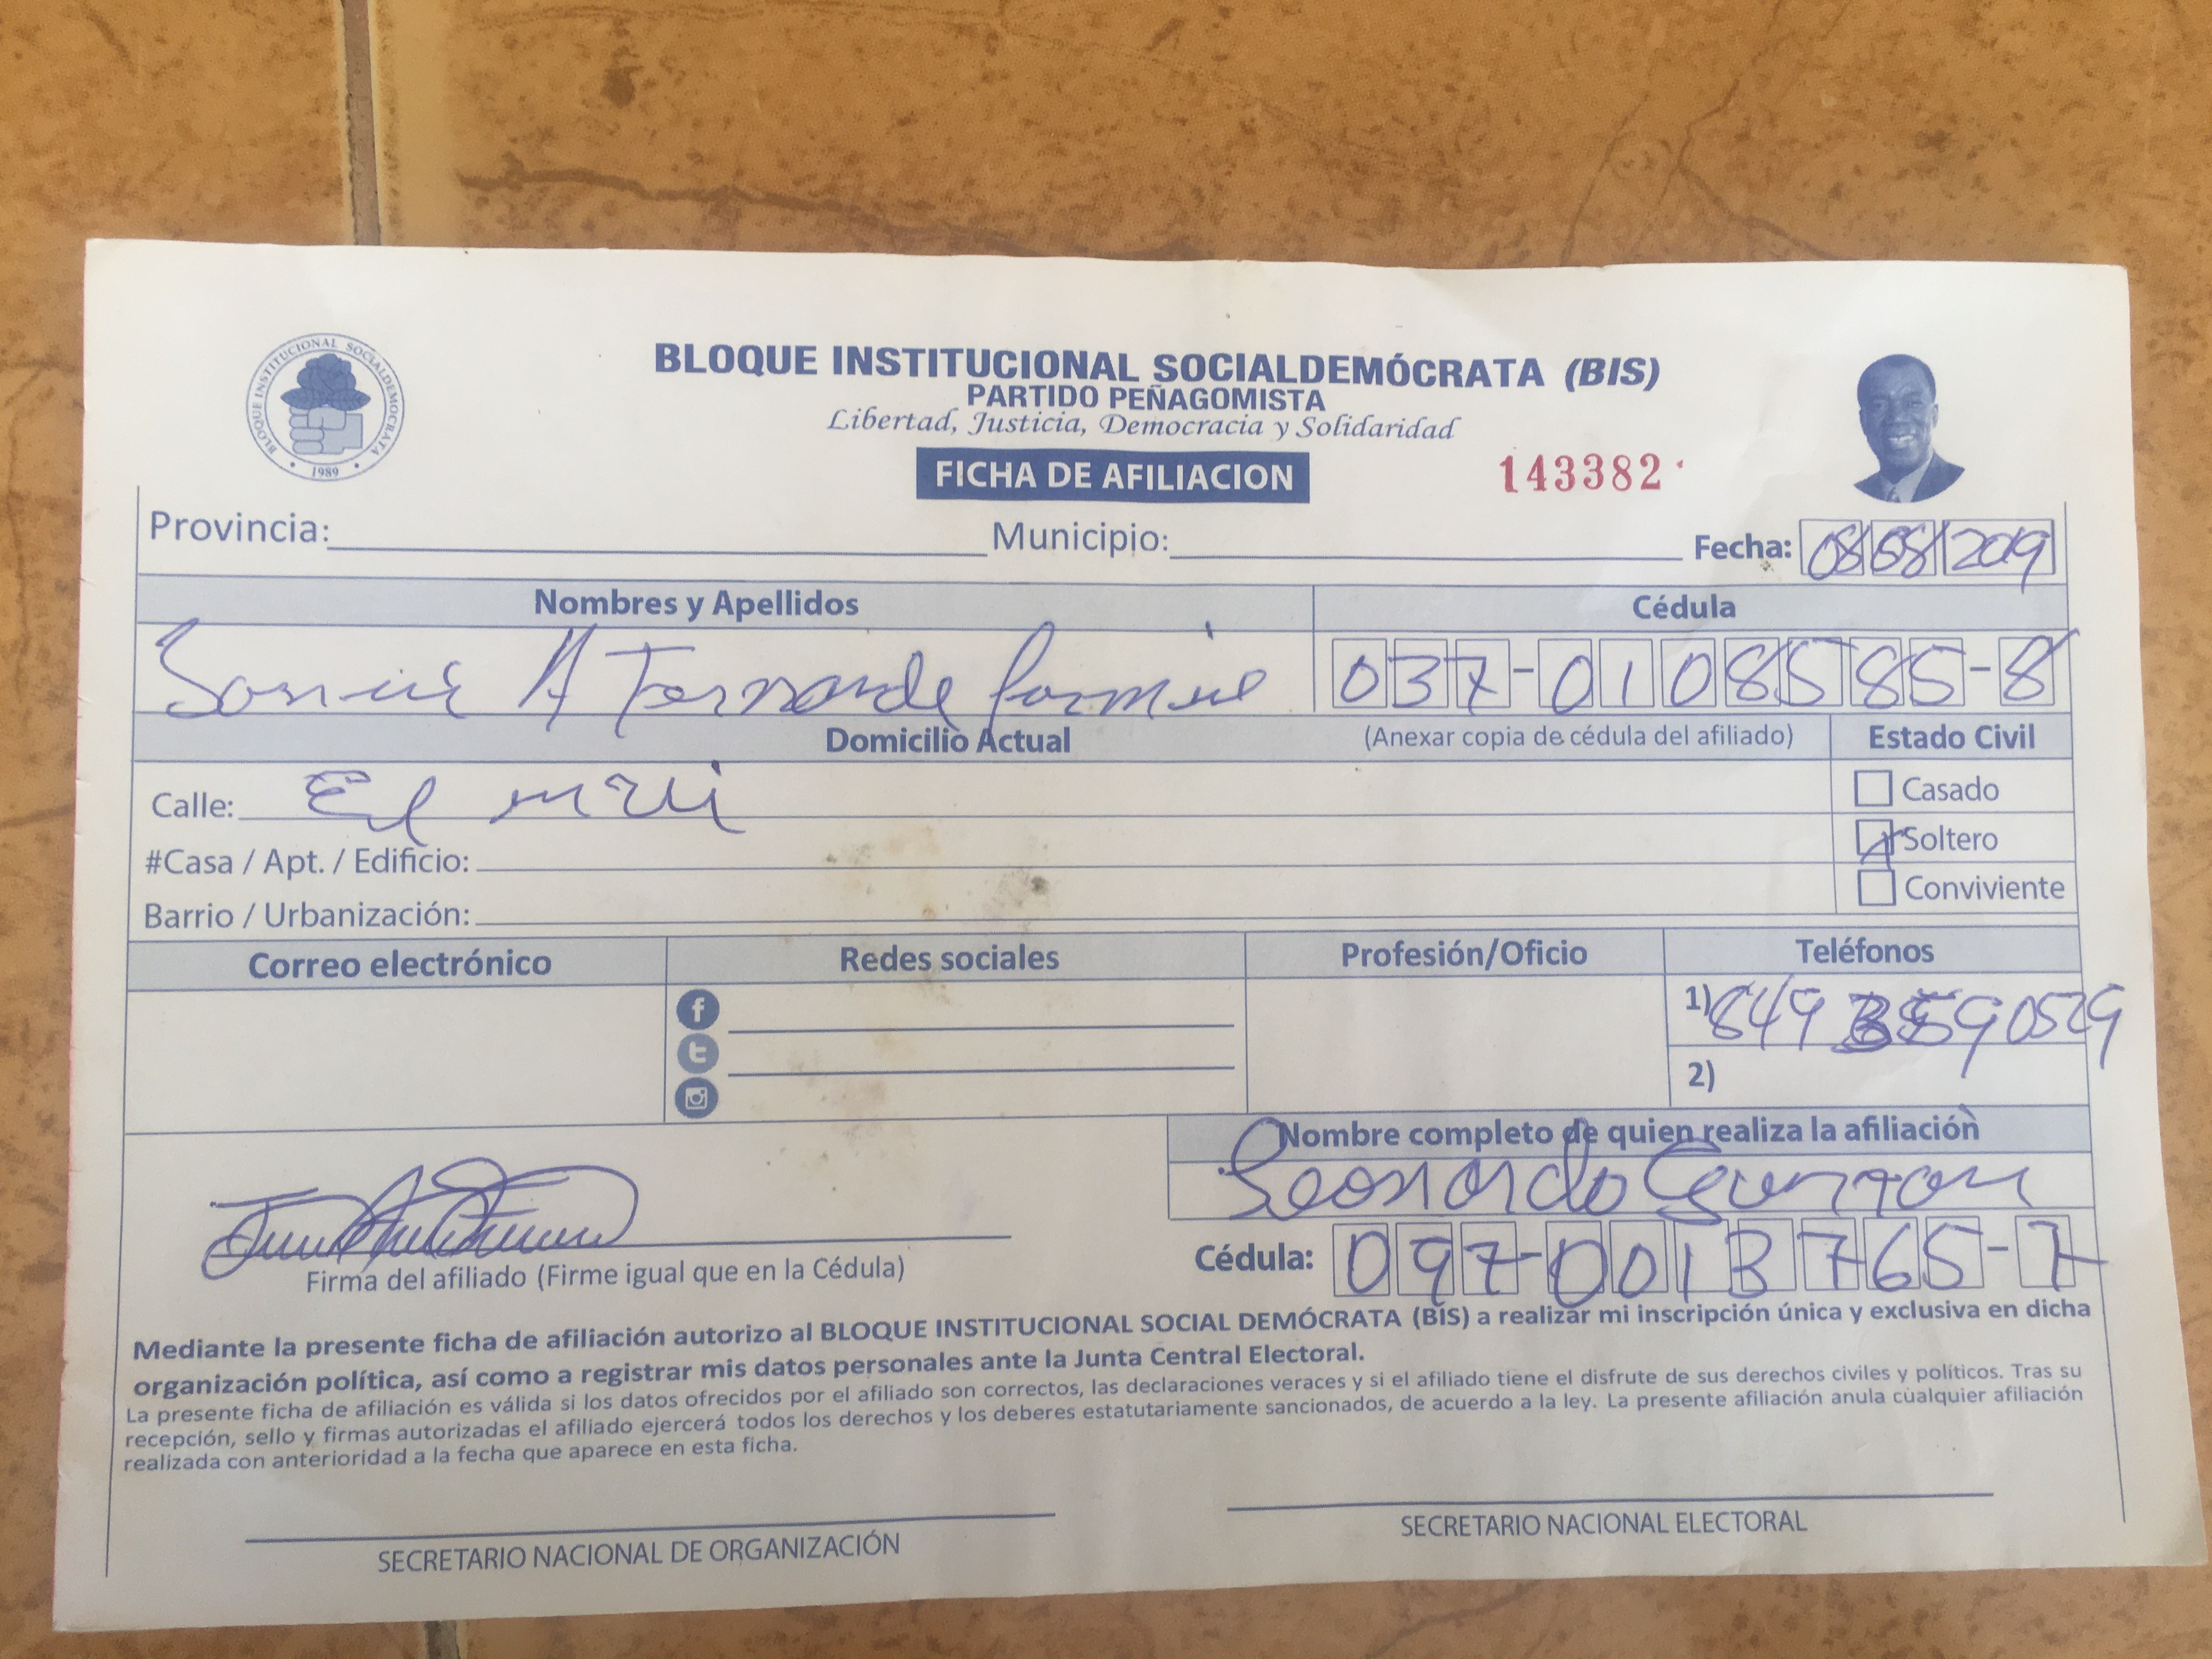 BLOQUE INSTITUCIONAL SOCIALDEMOCRATA
1989
BLOQUE INSTITUCIONAL SOCIALDEMÓCRATA (BIS)
PARTIDO PEÑAGOMISTA
Libertad, Justicia, Democracia y Solidaridad
FICHA DE AFILIACION
143382
Provincia: Municipio: Fecha: 08/08/2019
Nombres y Apellidos Cédula
A Fernande 037-0108585-8
Domicilio Actual (Anexar copia de cédula del afiliado) Estado Civil
Calle: El Casado
#Casa / Apt. / Edificio: Soltero
Barrio / Urbanización: Conviviente
Correo electrónico Redes sociales Profesión/Oficio Teléfonos
1) 849 0529
2)
Nombre completo de quien realiza la afiliación
Leonardo
Cédula: 097-0013765-7
Firma del afiliado (Firme igual que en la Cédula)
Mediante la presente ficha de afiliación autorizo al BLOQUE INSTITUCIONAL SOCIAL DEMÓCRATA (BIS) a realizar mi inscripción única y exclusiva en dicha
organización política, así como a registrar mis datos personales ante la Junta Central Electoral.
La presente ficha de afiliación es válida si los datos ofrecidos por el afiliado son correctos, las declaraciones veraces y si el afiliado tiene el disfrute de sus derechos civiles y políticos. Tras su
recepción, sello y firmas autorizadas el afiliado ejercerá todos los derechos y los deberes estatutariamente sancionados, de acuerdo a la ley. La presente afiliación anula cualquier afiliación
realizada con anterioridad a la fecha que aparece en esta ficha.
SECRETARIO NACIONAL DE ORGANIZACIÓN SECRETARIO NACIONAL ELECTORAL